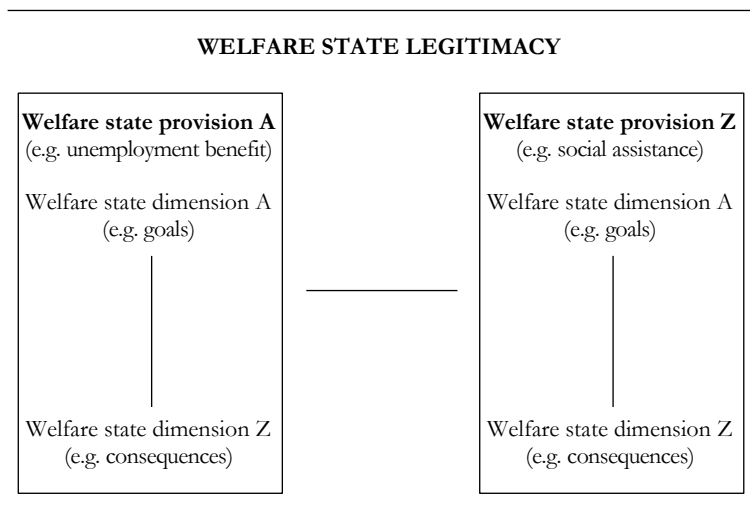 WELFARE STATE LEGITIMACY
Welfare state provision A
(e.g. unemployment benefit)
Welfare state dimension A
(e.g. goals)
Welfare state dimension Z
(e.g. consequences)
Welfare state provision Z
(e.g. social assistance)
Welfare state dimension A
(e.g. goals)
Welfare state dimension Z
(e.g. consequences)